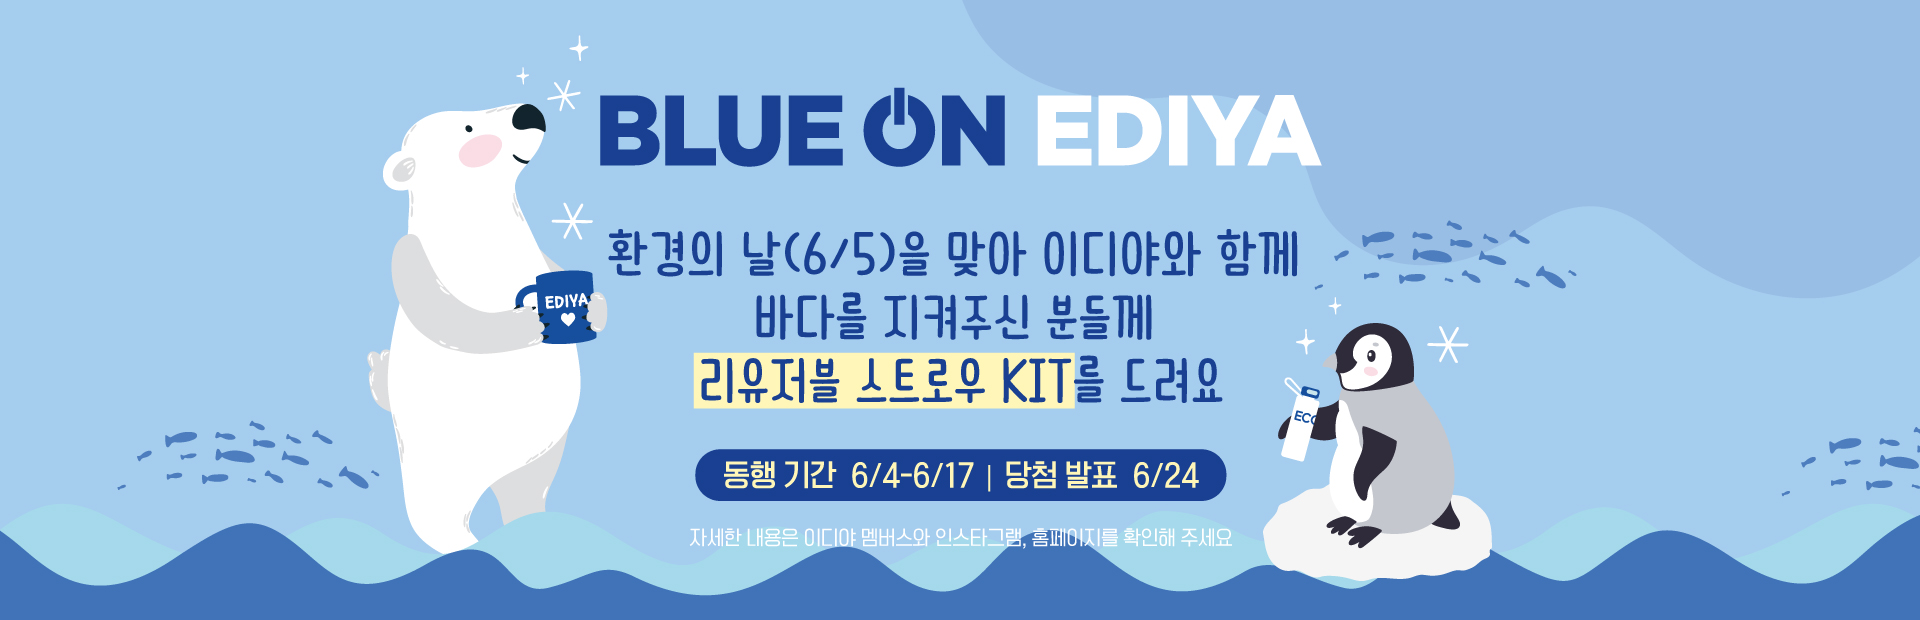 BLUE ON EDIYA
환경의 날(6/5)을 맞아 이디야와 함께
바다를 지켜주신 분들께
리유저블 스트로우 KIT를 드려요
EDIYA
ECO
동행 기간 6/4-6/17 | 당첨 발표 6/24
자세한 내용은 이디야 멤버스와 인스타그램, 홈페이지를 확인해 주세요